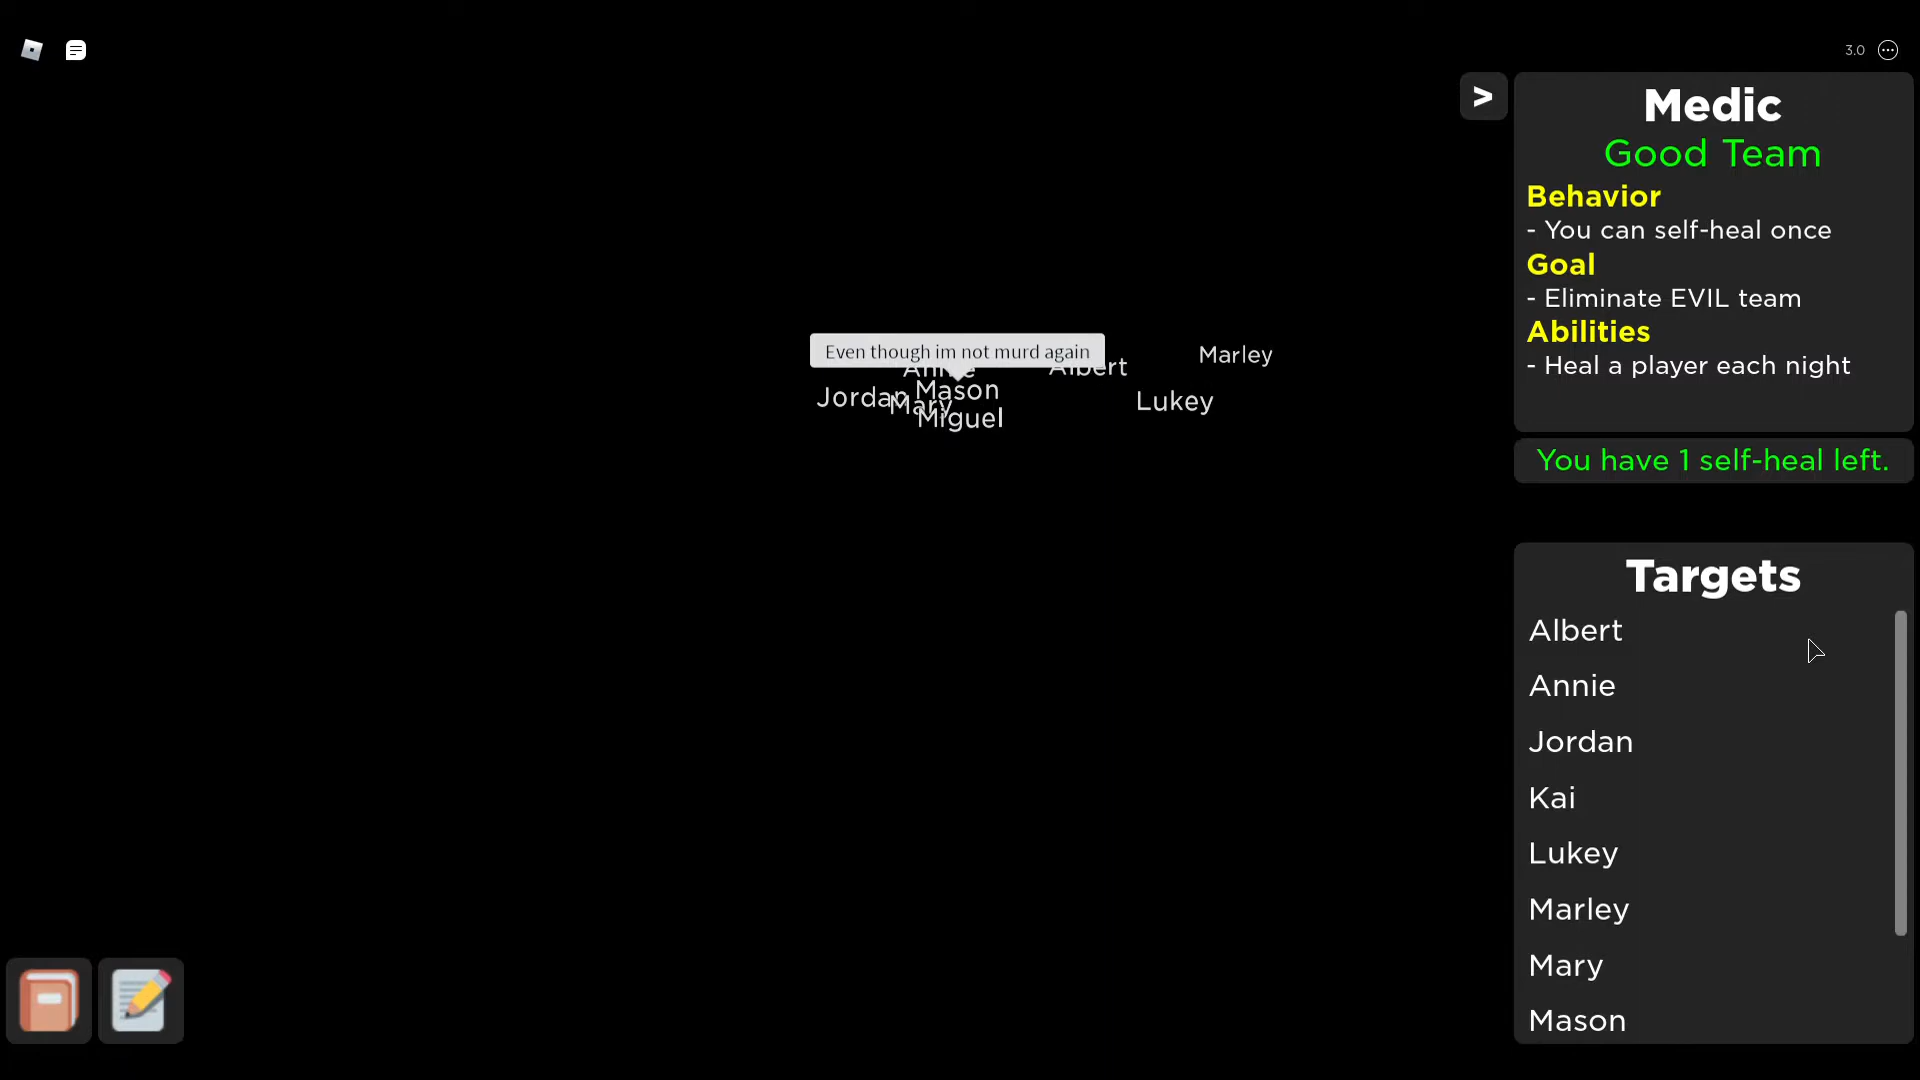 3.0
>
Medic
Good Team
Behavior
- You can self-heal once
Goal
- Eliminate EVIL team
Abilities
- Heal a player each night
You have 1 self-heal left.
Even though im not murd again
Marley
Annie
Albert
Jordan
Mason
Mary
Lukey
Miguel
Targets
Albert
Annie
Jordan
Kai
Lukey
Marley
Mary
Mason